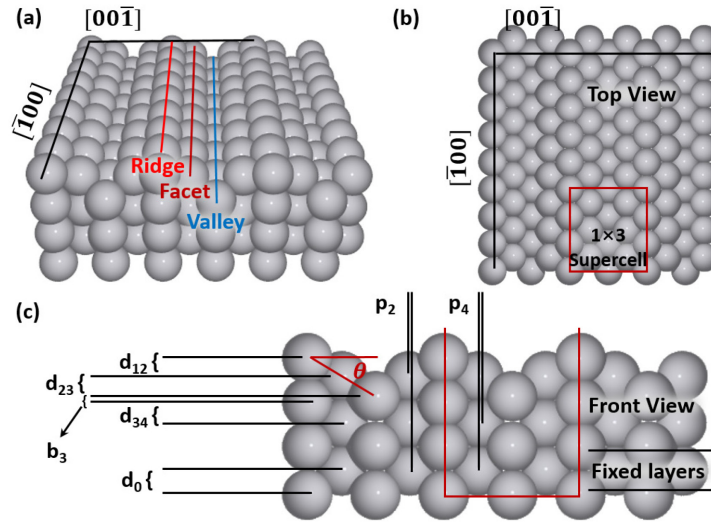 (a)
[001̄]
[1̄00]
Ridge
Facet
Valley
(b)
[001̄]
[1̄00]
Top View
1×3
Supercell
(c)
p₂
p₄
d₁₂{
d₂₃{
{
d₃₄{
b₃
d₀{
θ
Front View
Fixed layers